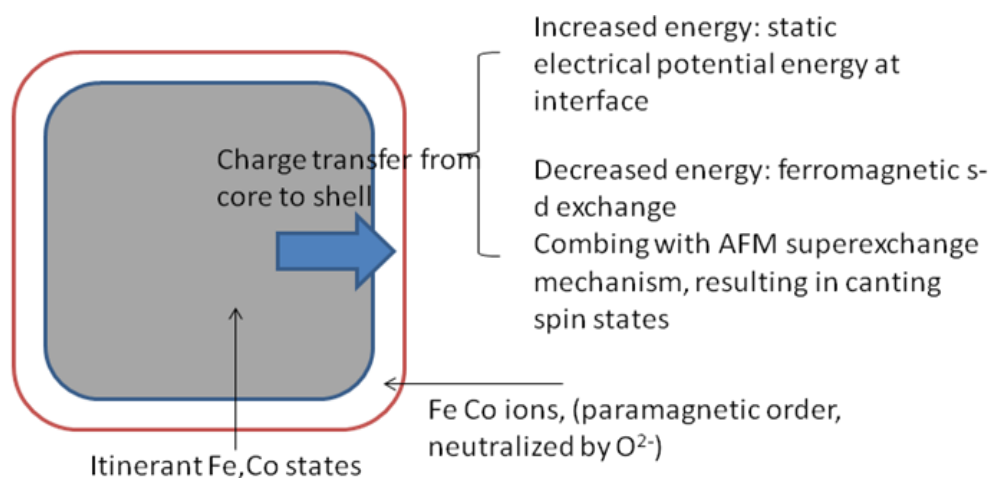 Increased energy: static
electrical potential energy at
interface
Charge transfer from
core to shell
Decreased energy: ferromagnetic s-
d exchange
Combing with AFM superexchange
mechanism, resulting in canting
spin states
Fe Co ions, (paramagnetic order,
neutralized by O²⁻)
Itinerant Fe,Co states